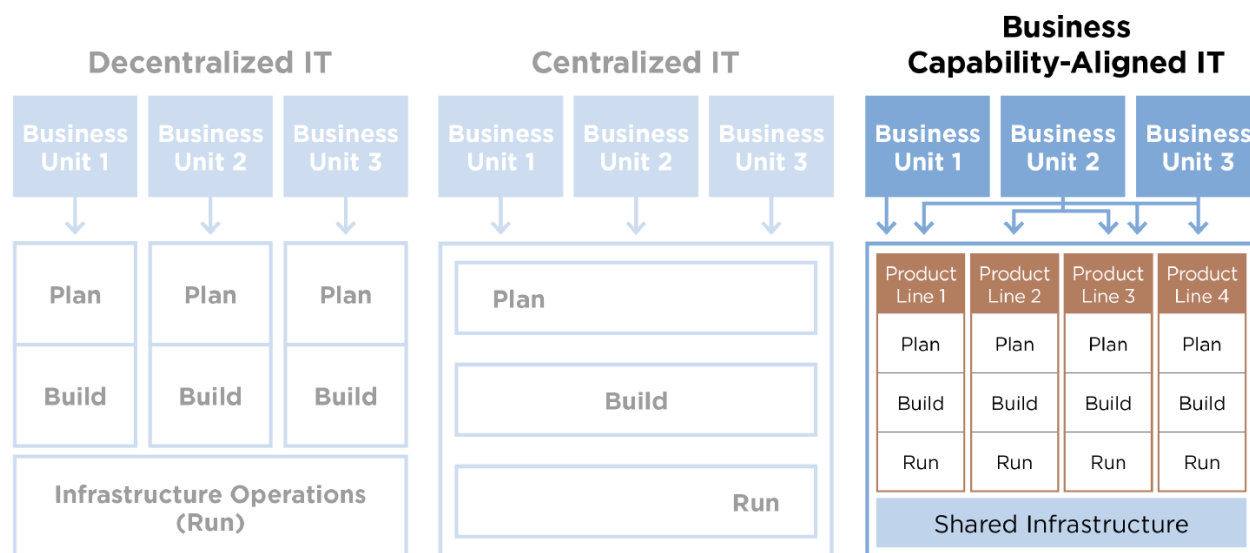 Decentralized IT
Business
Unit 1
Business
Unit 2
Business
Unit 3
Plan
Plan
Plan
Build
Build
Build
Infrastructure Operations
(Run)
Centralized IT
Business
Unit 1
Business
Unit 2
Business
Unit 3
Plan
Build
Run
Business
Capability-Aligned IT
Business
Unit 1
Business
Unit 2
Business
Unit 3
Product
Line 1
Product
Line 2
Product
Line 3
Product
Line 4
Plan
Plan
Plan
Plan
Build
Build
Build
Build
Run
Run
Run
Run
Shared Infrastructure